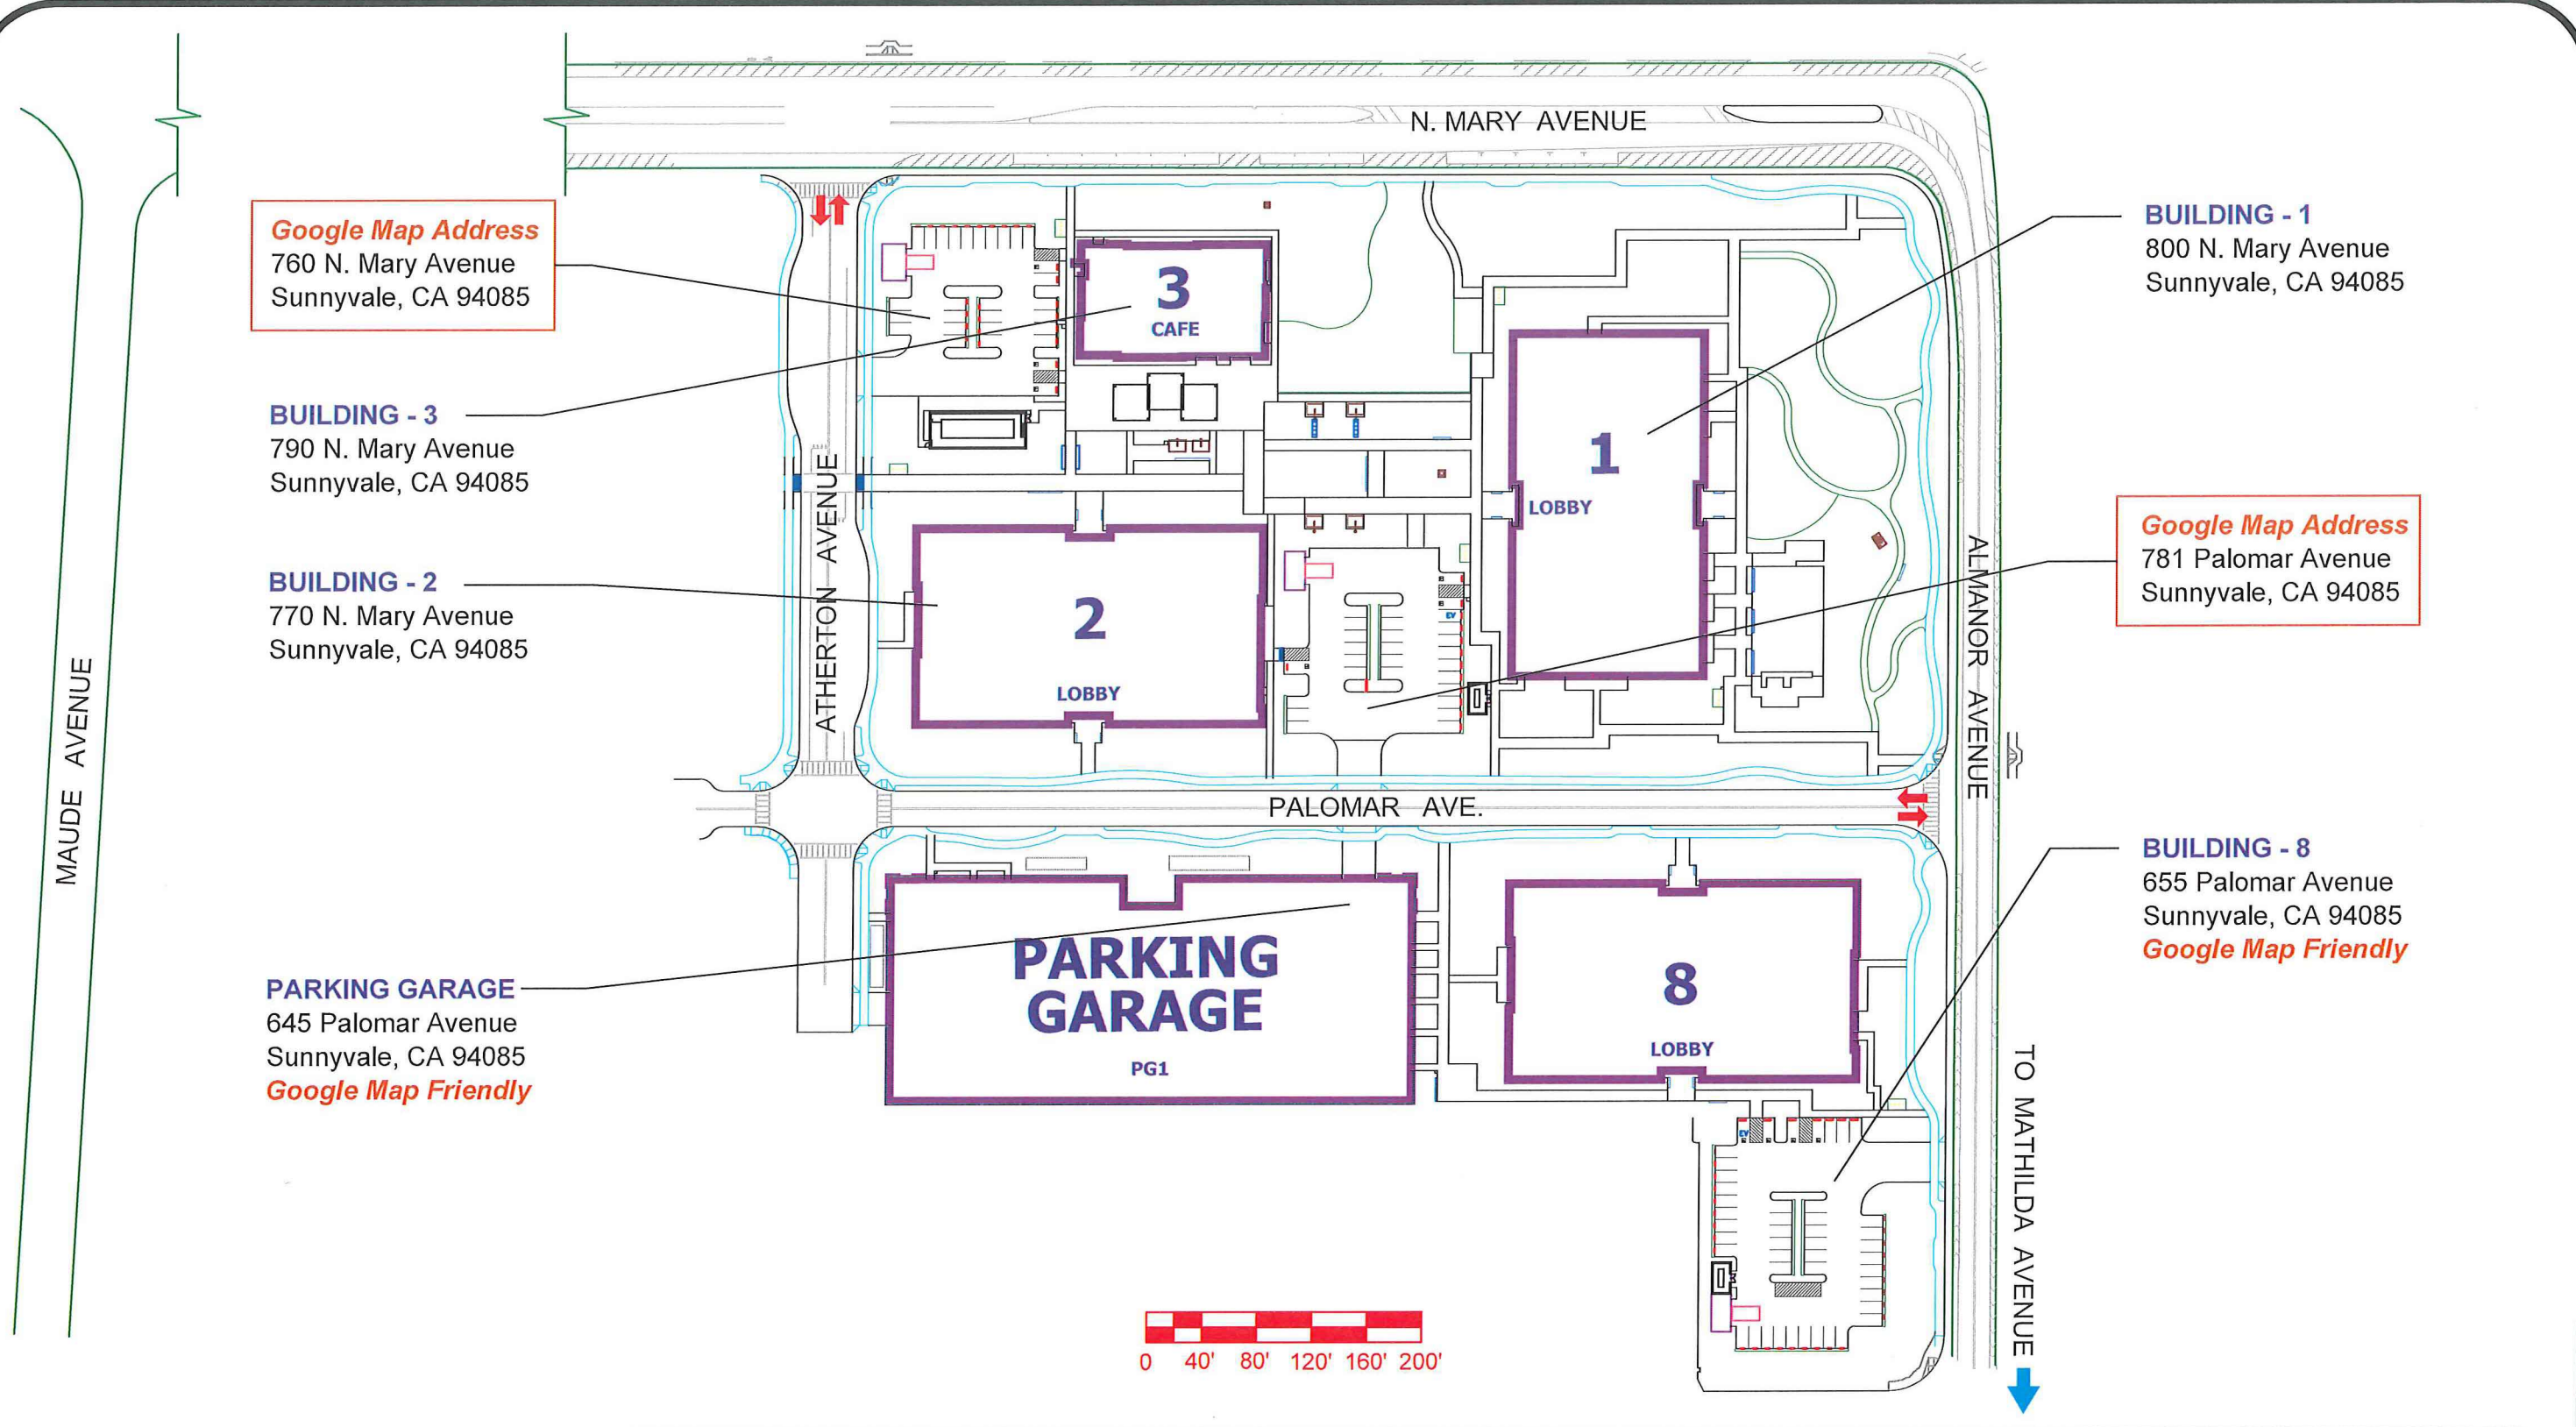 N. MARY AVENUE
Google Map Address
760 N. Mary Avenue
Sunnyvale, CA 94085
BUILDING - 3
790 N. Mary Avenue
Sunnyvale, CA 94085
BUILDING - 2
770 N. Mary Avenue
Sunnyvale, CA 94085
PARKING GARAGE
645 Palomar Avenue
Sunnyvale, CA 94085
Google Map Friendly
MAUDE AVENUE
ATHERTON AVENUE
3
CAFE
1
LOBBY
2
LOBBY
EV
PALOMAR AVE.
PARKING
GARAGE
PG1
8
LOBBY
EV
ALMANOR AVENUE
BUILDING - 1
800 N. Mary Avenue
Sunnyvale, CA 94085
Google Map Address
781 Palomar Avenue
Sunnyvale, CA 94085
BUILDING - 8
655 Palomar Avenue
Sunnyvale, CA 94085
Google Map Friendly
TO MATHILDA AVENUE
0 40' 80' 120' 160' 200'